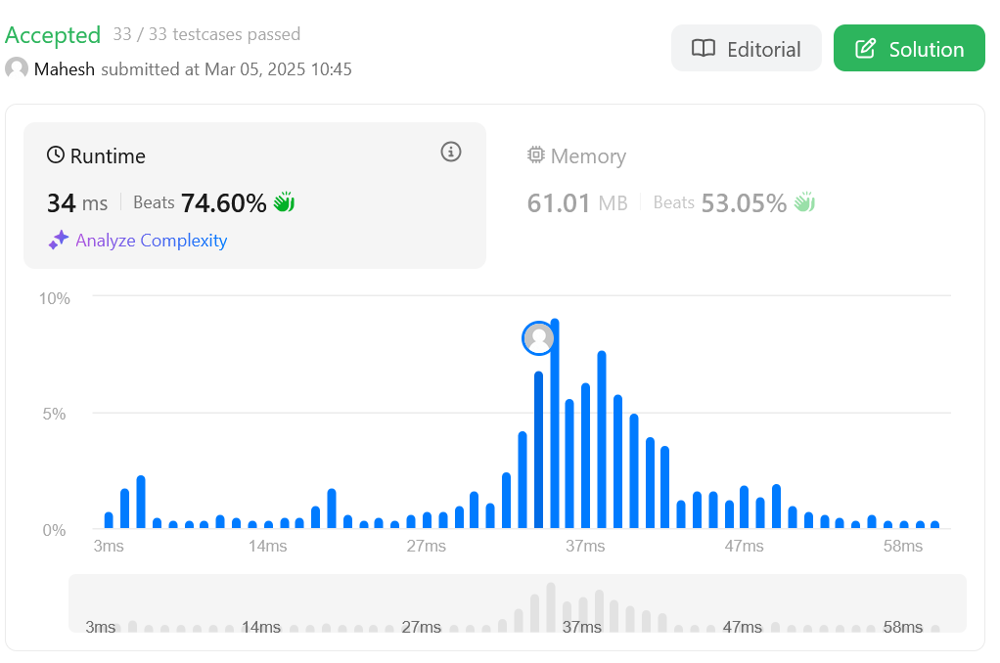 Accepted 33 / 33 testcases passed
Mahesh submitted at Mar 05, 2025 10:45
Editorial
Solution
Runtime
34 ms Beats 74.60%
Analyze Complexity
Memory
61.01 MB Beats 53.05%
10%
5%
0%
3ms 14ms 27ms 37ms 47ms 58ms
3ms 14ms 27ms 37ms 47ms 58ms